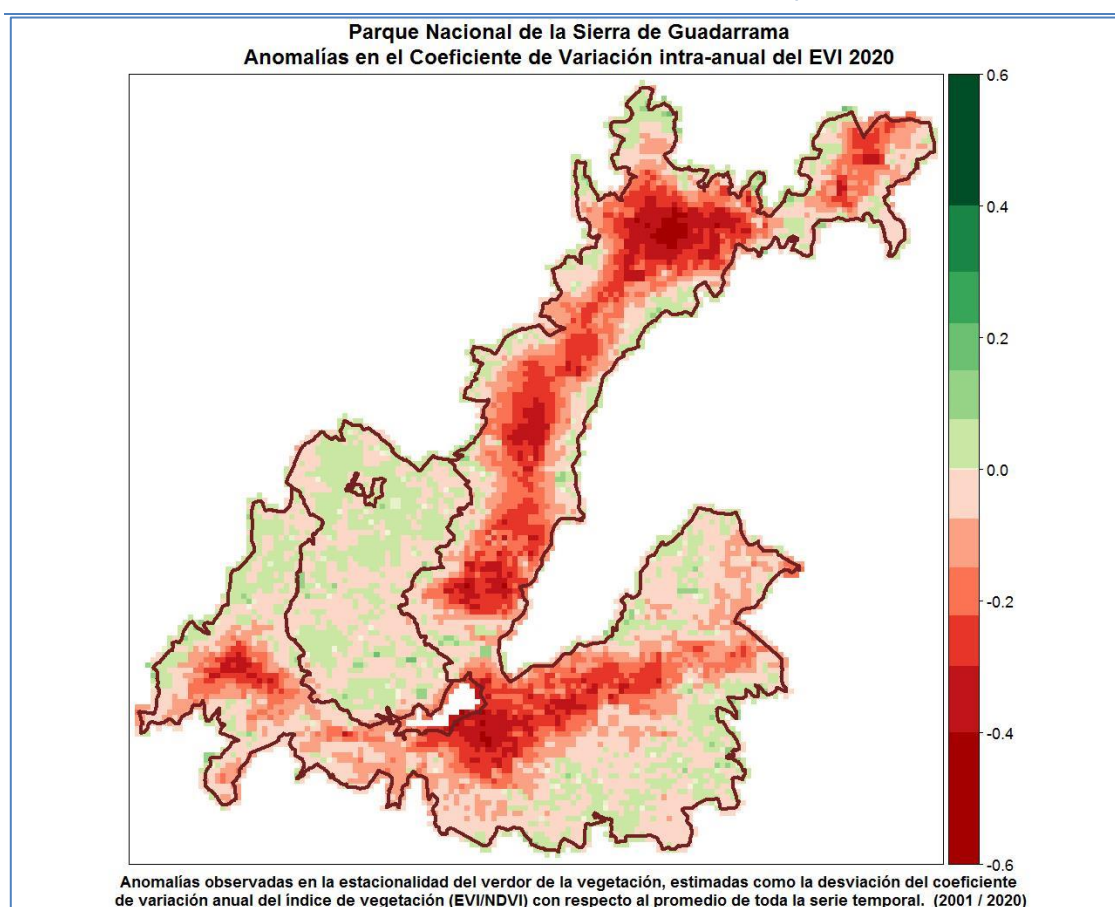 Parque Nacional de la Sierra de Guadarrama
Anomalías en el Coeficiente de Variación intra-anual del EVI 2020
0.6
0.4
0.2
0.0
-0.2
-0.4
-0.6
Anomalías observadas en la estacionalidad del verdor de la vegetación, estimadas como la desviación del coeficiente
de variación anual del índice de vegetación (EVI/NDVI) con respecto al promedio de toda la serie temporal. (2001 / 2020)